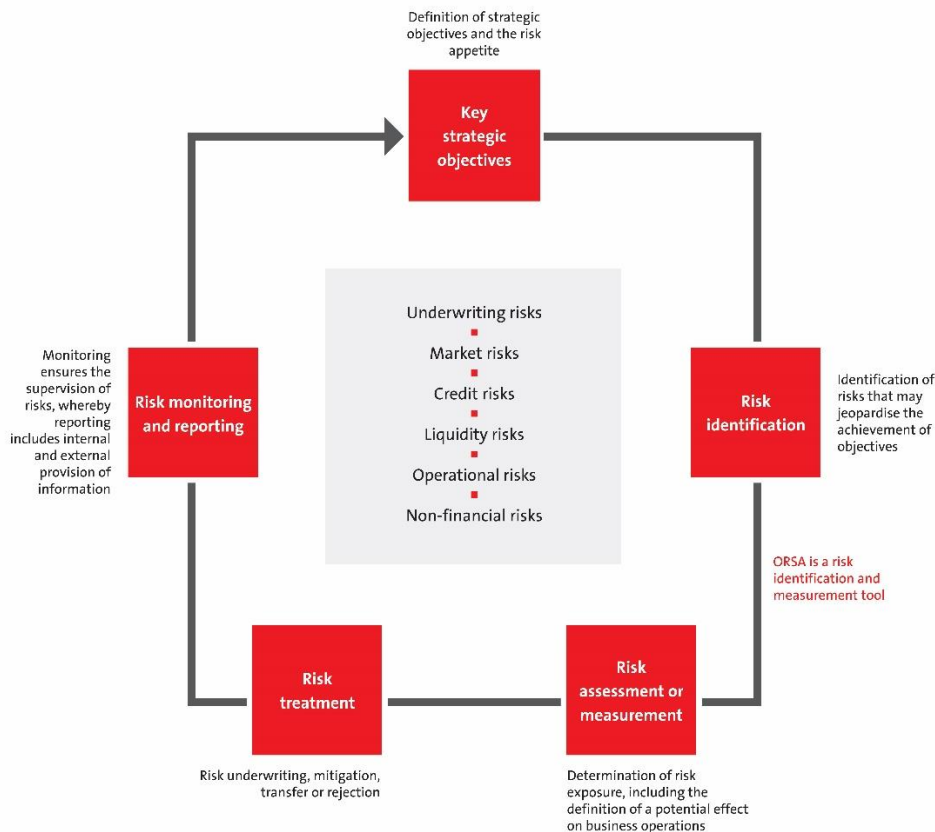 Definition of strategic
objectives and the risk
appetite
Key
strategic
objectives
Underwriting risks
Market risks
Credit risks
Liquidity risks
Operational risks
Non-financial risks
Monitoring
ensures the
supervision of
risks, whereby
reporting
includes internal
and external
provision of
information
Risk monitoring
and reporting
Risk
identification
Identification of
risks that may
jeopardise the
achievement of
objectives
ORSA is a risk
identification and
measurement tool
Risk
treatment
Risk underwriting, mitigation,
transfer or rejection
Risk
assessment or
measurement
Determination of risk
exposure, including the
definition of a potential effect
on business operations